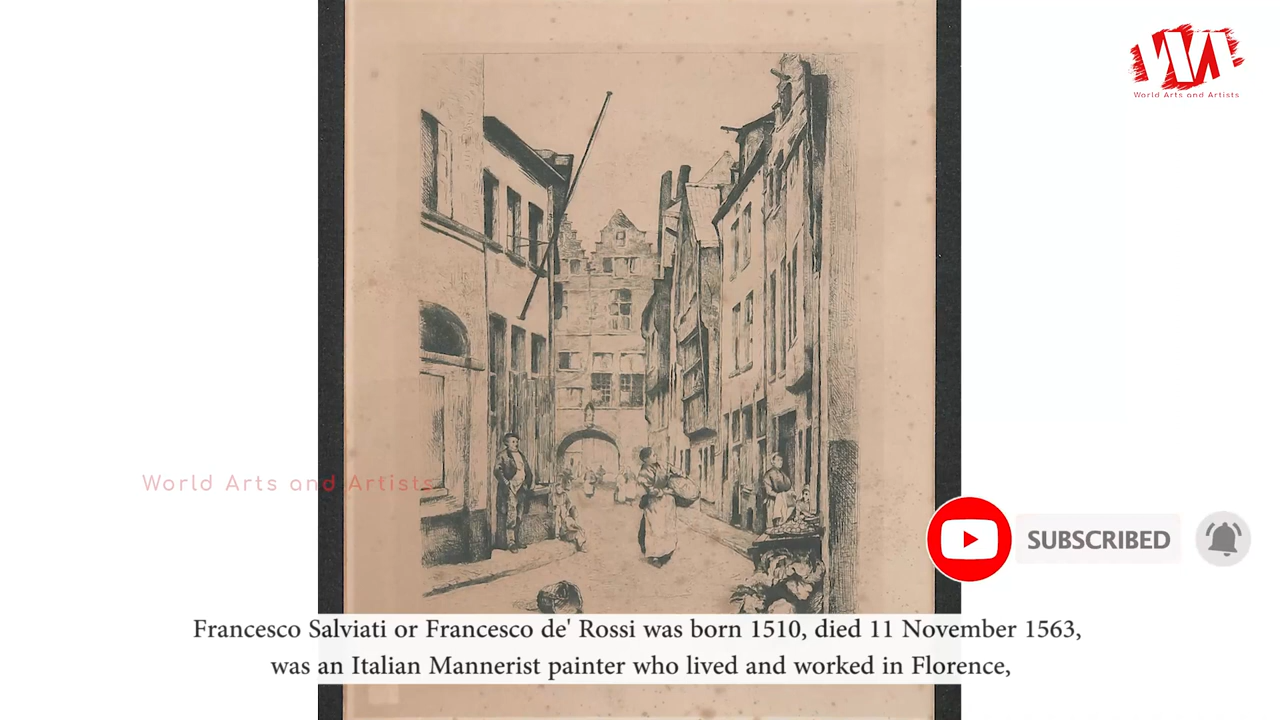 World Arts and Artists
World Arts and Artists
SUBSCRIBED
Francesco Salviati or Francesco de' Rossi was born 1510, died 11 November 1563,
was an Italian Mannerist painter who lived and worked in Florence,